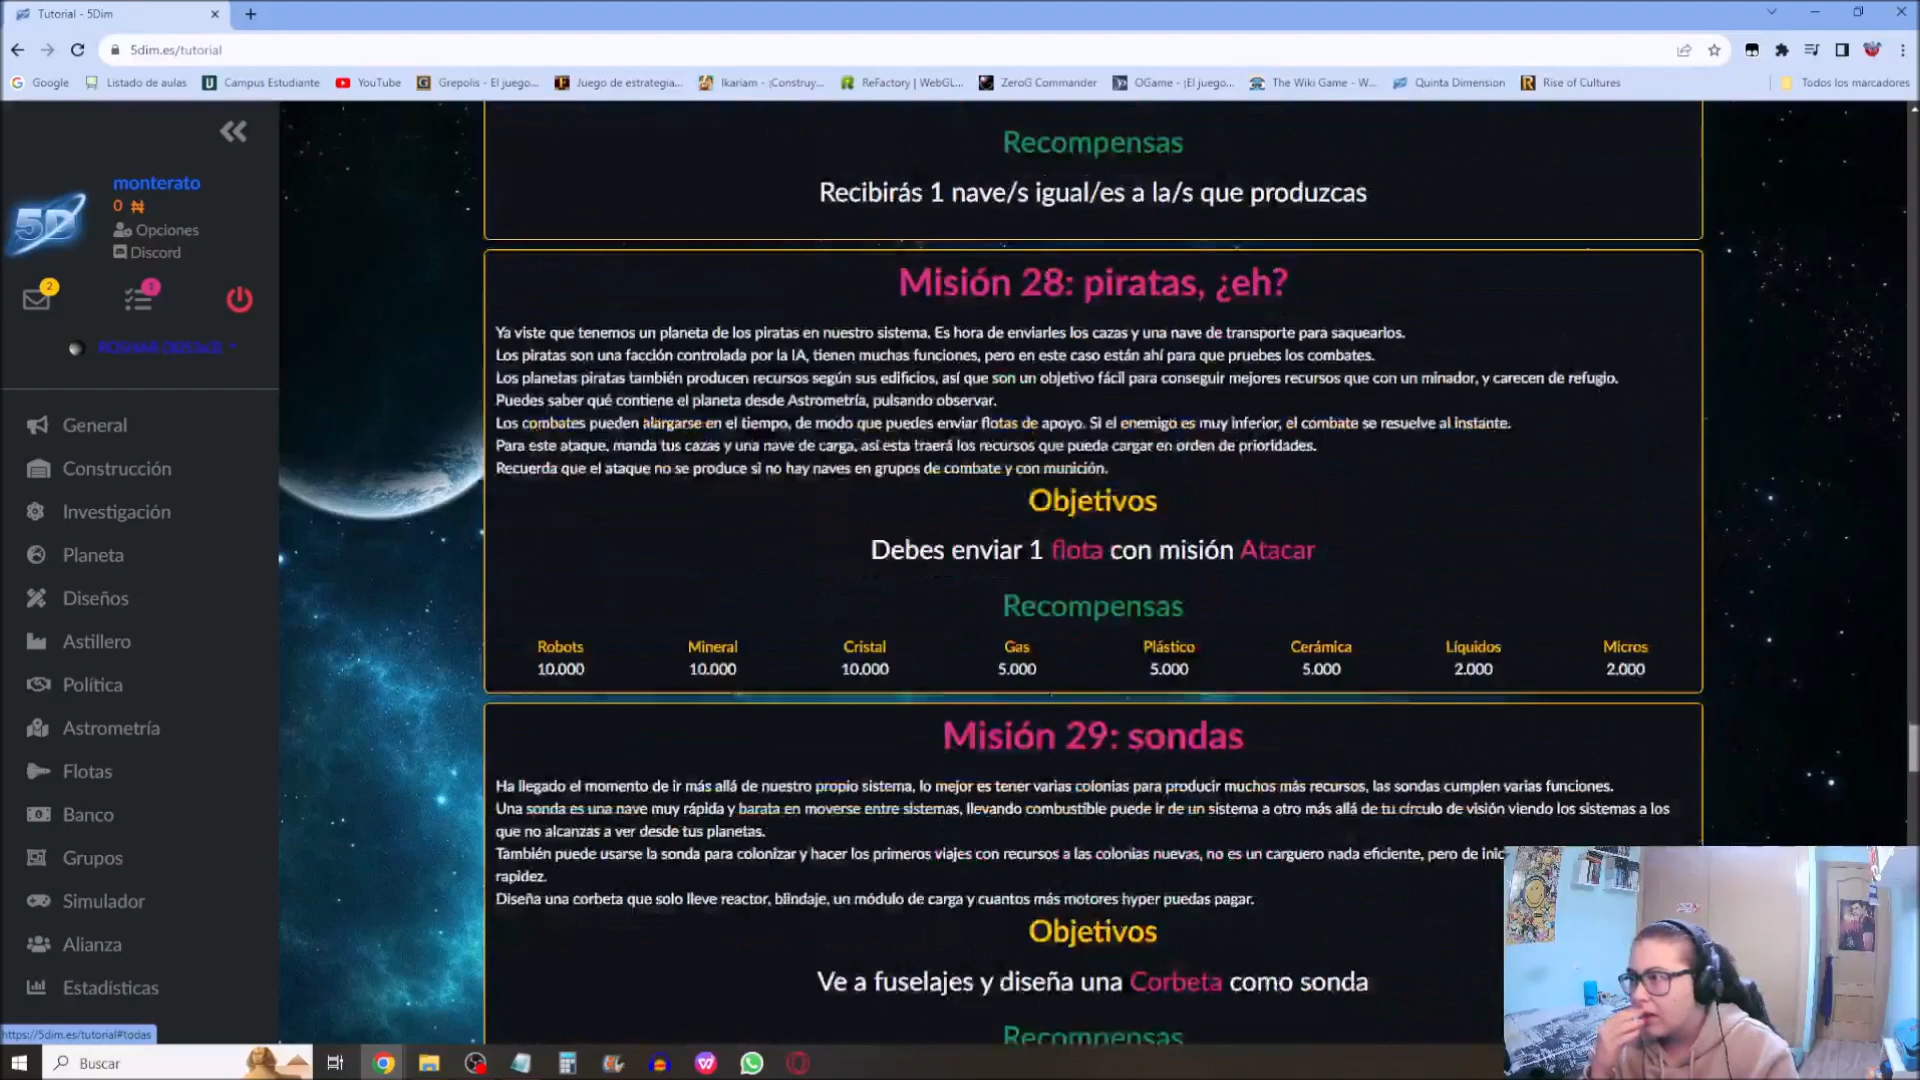 Tutorial - 5Dim
5dim.es/tutorial
Google
Listado de aulas
Campus Estudiante
YouTube
Grepolis - El juego...
Juego de estrategia...
Ikariam - ¡Construy...
ReFactory | WebGL...
ZeroG Commander
OGame - ¡El juego...
The Wiki Game - W...
Quinta Dimension
Rise of Cultures
Todos los marcadores
monterato
0
Opciones
Discord
5D
2
General
Construcción
Investigación
Planeta
Diseños
Astillero
Política
Astrometría
Flotas
Banco
Grupos
Simulador
Alianza
Estadísticas
Recompensas
Recibirás 1 nave/s igual/es a la/s que produzcas
Misión 28: piratas, ¿eh?
Ya viste que tenemos un planeta de los piratas en nuestro sistema. Es hora de enviarles los cazas y una nave de transporte para saquearlos.
Los piratas son una facción controlada por la IA, tienen muchas funciones, pero en este caso están ahí para que pruebes los combates.
Los planetas piratas también producen recursos según sus edificios, así que son un objetivo fácil para conseguir mejores recursos que con un minador, y carecen de refugio.
Puedes saber qué contiene el planeta desde Astrometría, pulsando observar.
Los combates pueden alargarse en el tiempo, de modo que puedes enviar flotas de apoyo. Si el enemigo es muy inferior, el combate se resuelve al instante.
Para este ataque, manda tus cazas y una nave de carga, así esta traerá los recursos que pueda cargar en orden de prioridades.
Recuerda que el ataque no se produce si no hay naves en grupos de combate y con munición.
Objetivos
Debes enviar 1 flota con misión Atacar
Recompensas
Robots Mineral Cristal Gas Plástico Cerámica Líquidos Micros
10.000 10.000 10.000 5.000 5.000 5.000 2.000 2.000
Misión 29: sondas
Ha llegado el momento de ir más allá de nuestro propio sistema, lo mejor es tener varias colonias para producir muchos más recursos, las sondas cumplen varias funciones.
Una sonda es una nave muy rápida y barata en moverse entre sistemas, llevando combustible puede ir de un sistema a otro más allá de tu círculo de visión viendo los sistemas a los
que no alcanzas a ver desde tus planetas.
También puede usarse la sonda para colonizar y hacer los primeros viajes con recursos a las colonias nuevas, no es un carguero nada eficiente, pero de inic
rapidez.
Diseña una corbeta que solo lleve reactor, blindaje, un módulo de carga y cuantos más motores hyper puedas pagar.
Objetivos
Ve a fuselajes y diseña una Corbeta como sonda
Recompensas
https://5dim.es/tutorial#todas
Buscar